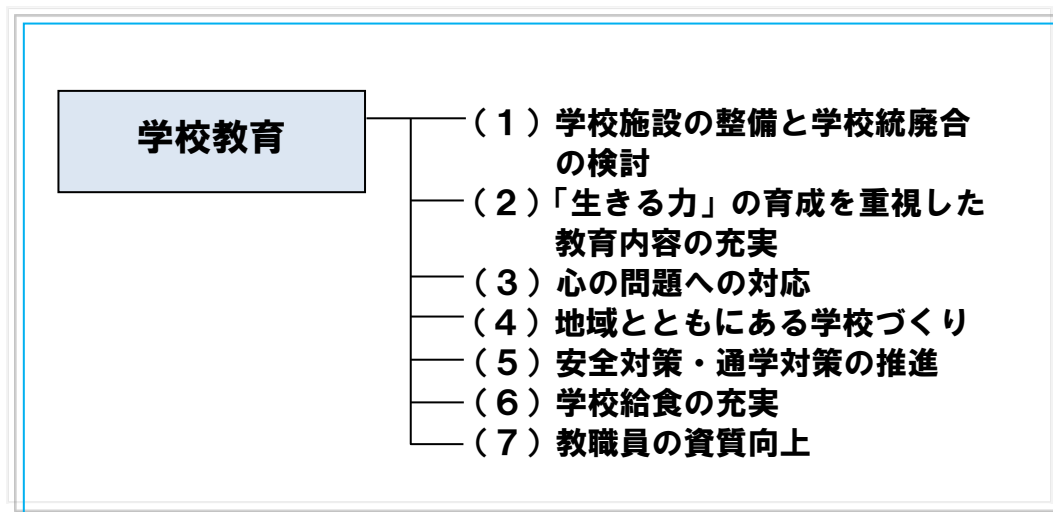 学校教育
（１）学校施設の整備と学校統廃合
の検討
（２）「生きる力」の育成を重視した
教育内容の充実
（３）心の問題への対応
（４）地域とともにある学校づくり
（５）安全対策・通学対策の推進
（６）学校給食の充実
（７）教職員の資質向上